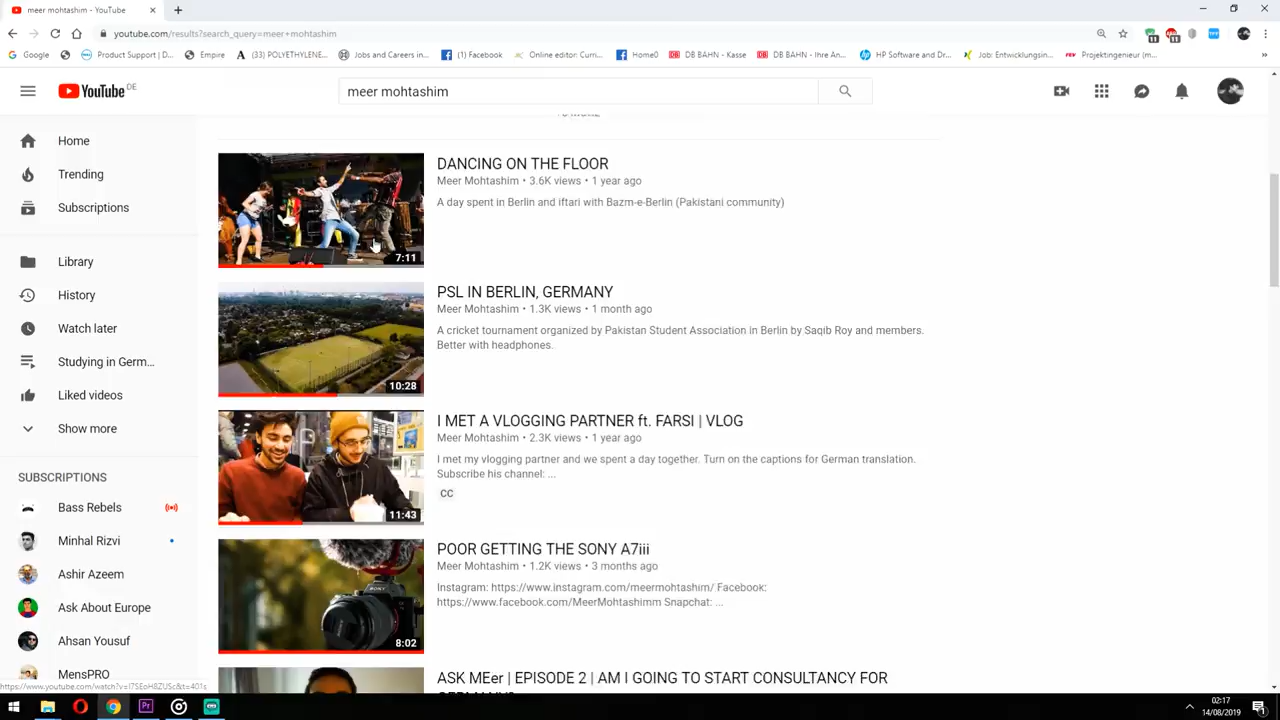 meer mohtashim - YouTube
youtube.com/results?search_query=meer+mohtashim
Google
Product Support | D...
Empire
(33) POLYETHYLENE...
Jobs and Careers in...
(1) Facebook
Online editor: Curri...
Home0
DB BAHN - Kasse
DB BAHN - Ihre An...
HP Software and Dr...
Job: Entwicklungsin...
Projektingenieur (m...
YouTube DE
meer mohtashim
Home
Trending
Subscriptions
Library
History
Watch later
Studying in Germ...
Liked videos
Show more
SUBSCRIPTIONS
Bass Rebels
Minhal Rizvi
Ashir Azeem
Ask About Europe
Ahsan Yousuf
MensPRO
DANCING ON THE FLOOR
Meer Mohtashim • 3.6K views • 1 year ago
A day spent in Berlin and iftari with Bazm-e-Berlin (Pakistani community)
7:11
PSL IN BERLIN, GERMANY
Meer Mohtashim • 1.3K views • 1 month ago
A cricket tournament organized by Pakistan Student Association in Berlin by Saqib Roy and members.
Better with headphones.
10:28
I MET A VLOGGING PARTNER ft. FARSI | VLOG
Meer Mohtashim • 2.3K views • 1 year ago
I met my vlogging partner and we spent a day together. Turn on the captions for German translation.
Subscribe his channel: ...
CC
11:43
POOR GETTING THE SONY A7iii
Meer Mohtashim • 1.2K views • 3 months ago
Instagram: https://www.instagram.com/meermohtashim/ Facebook:
https://www.facebook.com/MeerMohtashimm Snapchat: ...
SONY
8:02
ASK MEer | EPISODE 2 | AM I GOING TO START CONSULTANCY FOR
02:17
14/08/2019